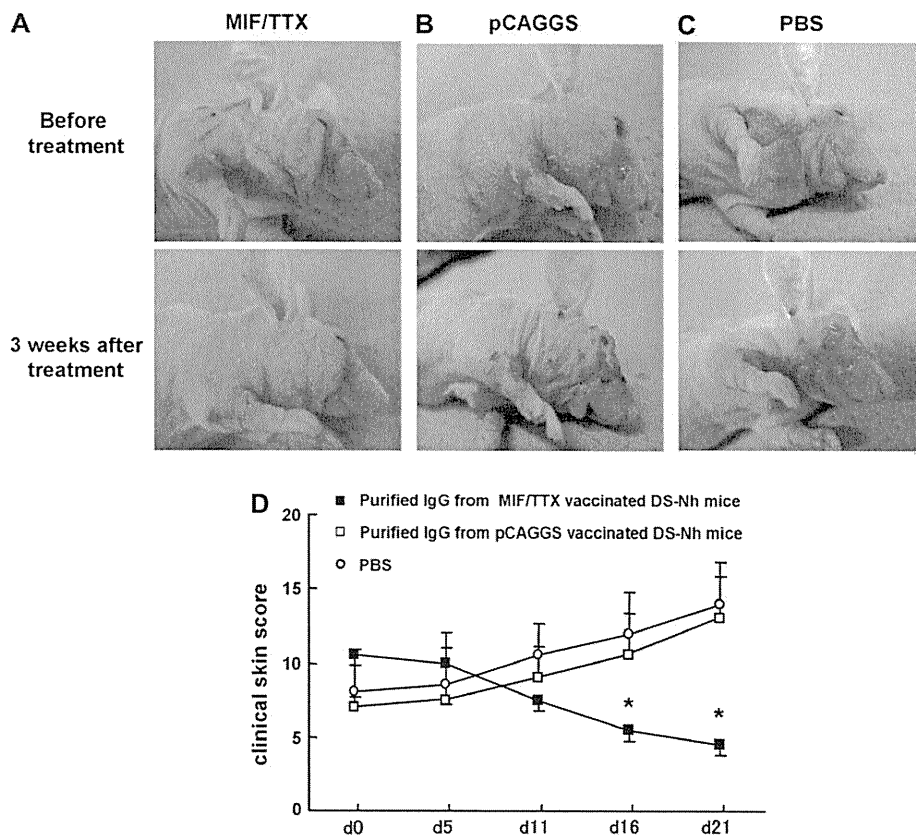 A MIF/TTX B pCAGGS C PBS
Before
treatment
3 weeks after
treatment
D
Purified IgG from MIF/TTX vaccinated DS-Nh mice
Purified IgG from pCAGGS vaccinated DS-Nh mice
PBS
clinical skin score
20
15
10
5
0
*
*
d0 d5 d11 d16 d21